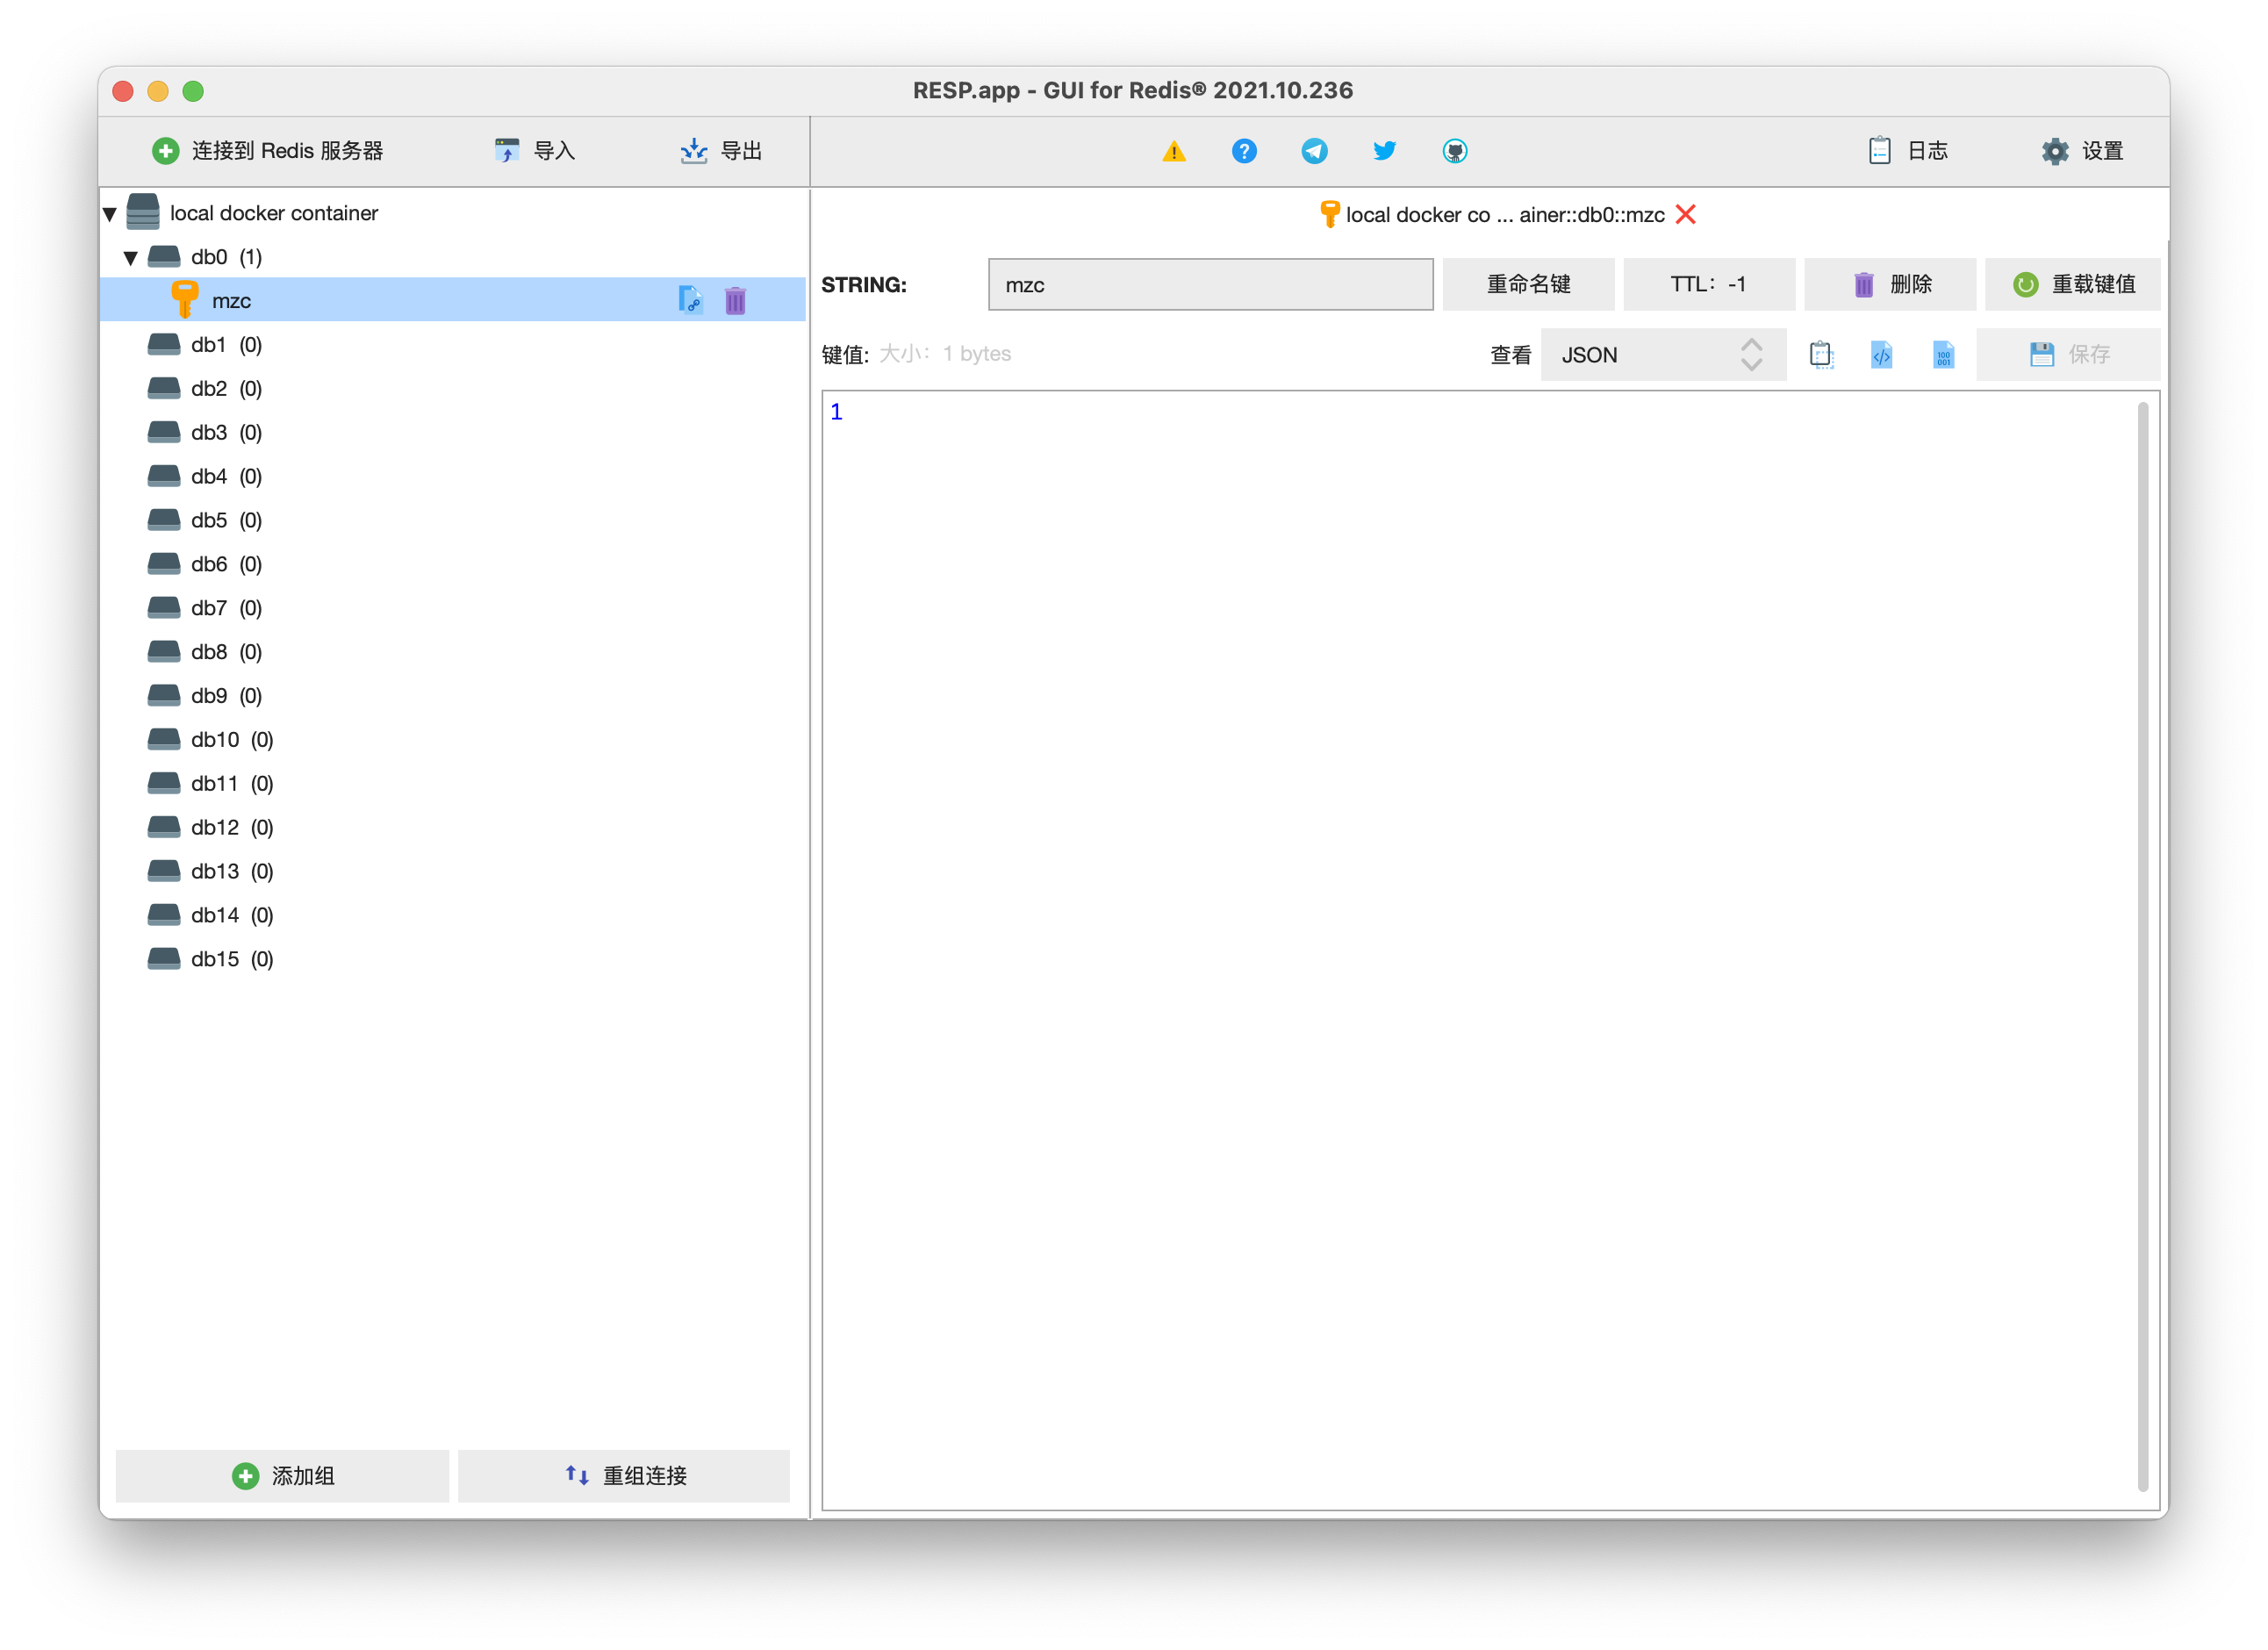 RESP.app - GUI for Redis® 2021.10.236
连接到 Redis 服务器 导入 导出 日志 设置
local docker container
db0 (1)
mzc
db1 (0)
db2 (0)
db3 (0)
db4 (0)
db5 (0)
db6 (0)
db7 (0)
db8 (0)
db9 (0)
db10 (0)
db11 (0)
db12 (0)
db13 (0)
db14 (0)
db15 (0)
添加组 重组连接
local docker co ... ainer::db0::mzc
STRING: mzc 重命名键 TTL: -1 删除 重载键值
键值: 大小: 1 bytes 查看 JSON 保存
1